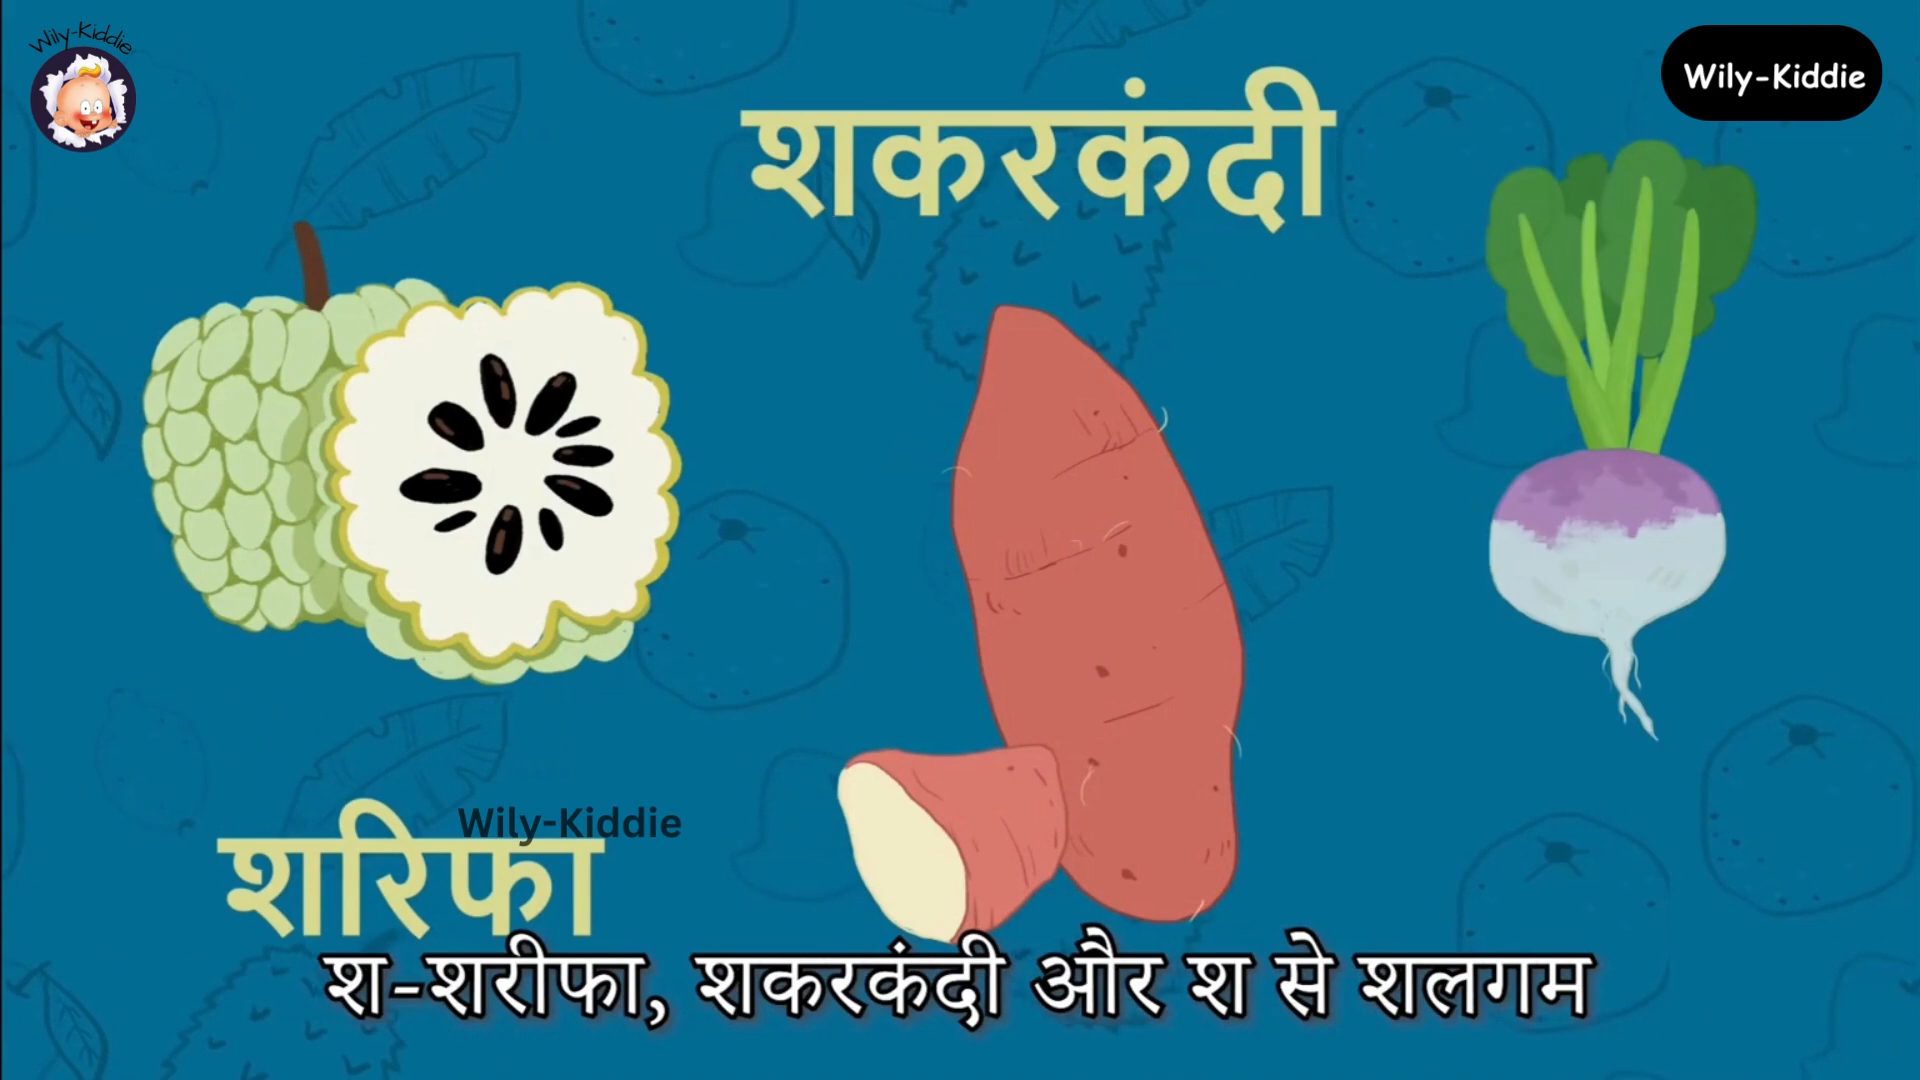 Wily-Kiddie
Wily-Kiddie
शकरकंदी
Wily-Kiddie
शरिफा
श-शरीफा, शकरकंदी और श से शलगम